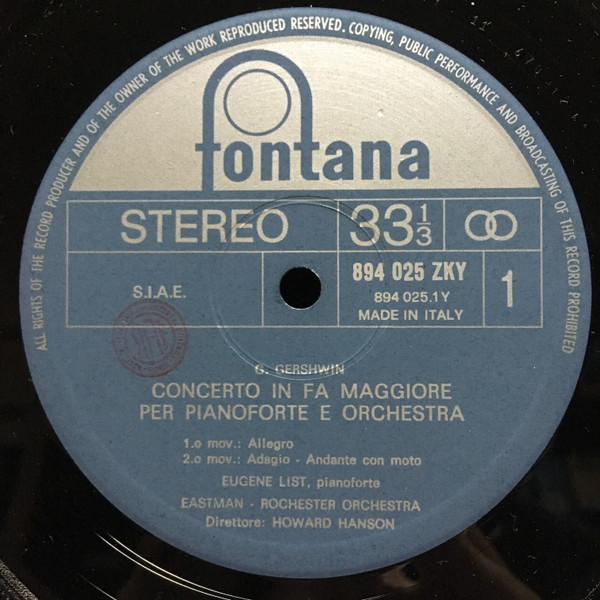 ALL RIGHTS OF THE RECORD PRODUCER AND OF THE OWNER OF THE WORK REPRODUCED RESERVED. COPYING, PUBLIC PERFORMANCE AND BROADCASTING OF THIS RECORD PROHIBITED
fontana
STEREO 33 1/3
894 025 ZKY
S.I.A.E. 894 025.1Y 1
MADE IN ITALY
G. GERSHWIN
CONCERTO IN FA MAGGIORE
PER PIANOFORTE E ORCHESTRA
1.o mov.: Allegro
2.o mov.: Adagio - Andante con moto
EUGENE LIST, pianoforte
EASTMAN - ROCHESTER ORCHESTRA
Direttore: HOWARD HANSON